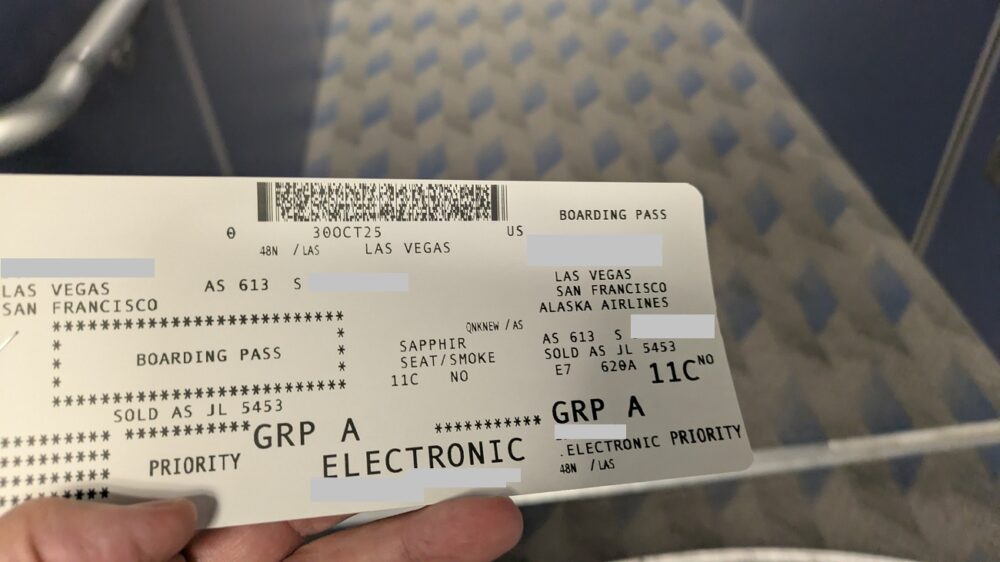 BOARDING PASS
0 30OCT25 US
48N / LAS LAS VEGAS
LAS VEGAS
SAN FRANCISCO
AS 613 S
********************************
* *
* BOARDING PASS *
* *
********************************
SOLD AS JL 5453
*************
GRP A
PRIORITY
ELECTRONIC
QNKNEW / AS
SAPPHIR
SEAT/SMOKE
11C NO
***********
LAS VEGAS
SAN FRANCISCO
ALASKA AIRLINES
AS 613 S
SOLD AS JL 5453
E7 620A 11C NO
GRP A
.ELECTRONIC PRIORITY
48N / LAS